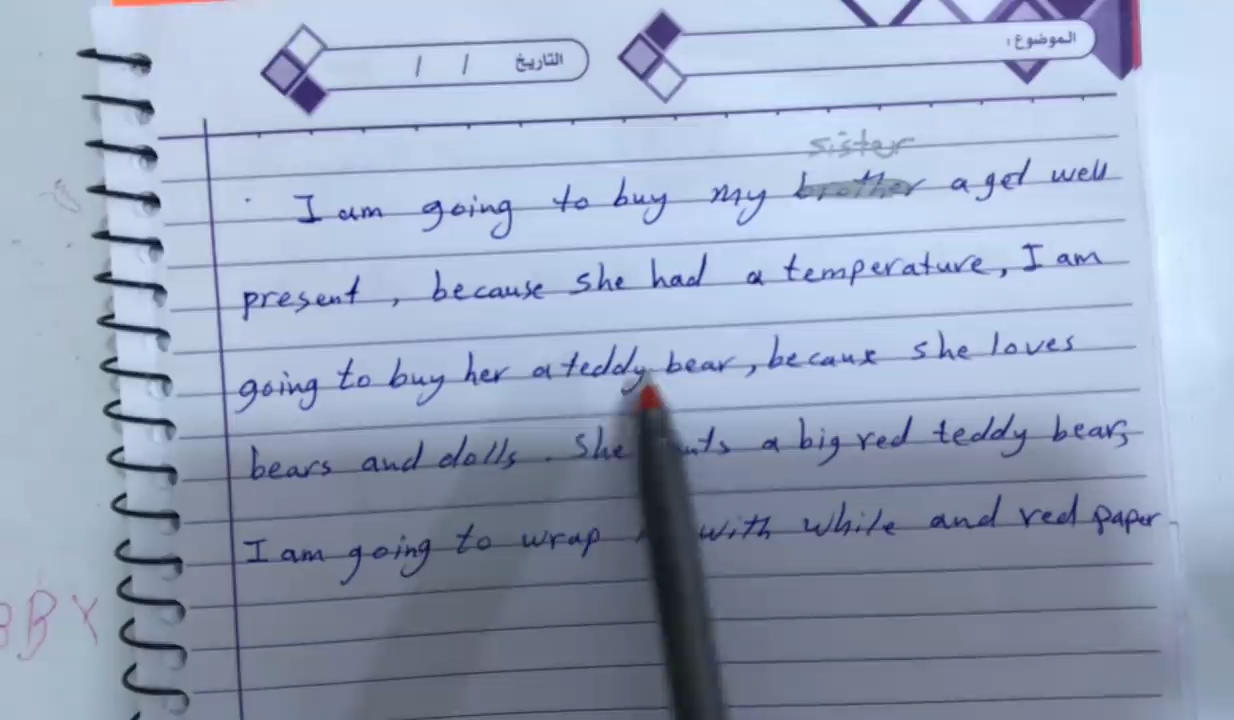 الموضوع:
التاريخ / /
sister
I am going to buy my brother a get well
present, because she had a temperature, I am
going to buy her a teddy bear, becaus she loves
bears and dolls. She a big red teddy bear,
I am going to wrap with white and red paper
BBY